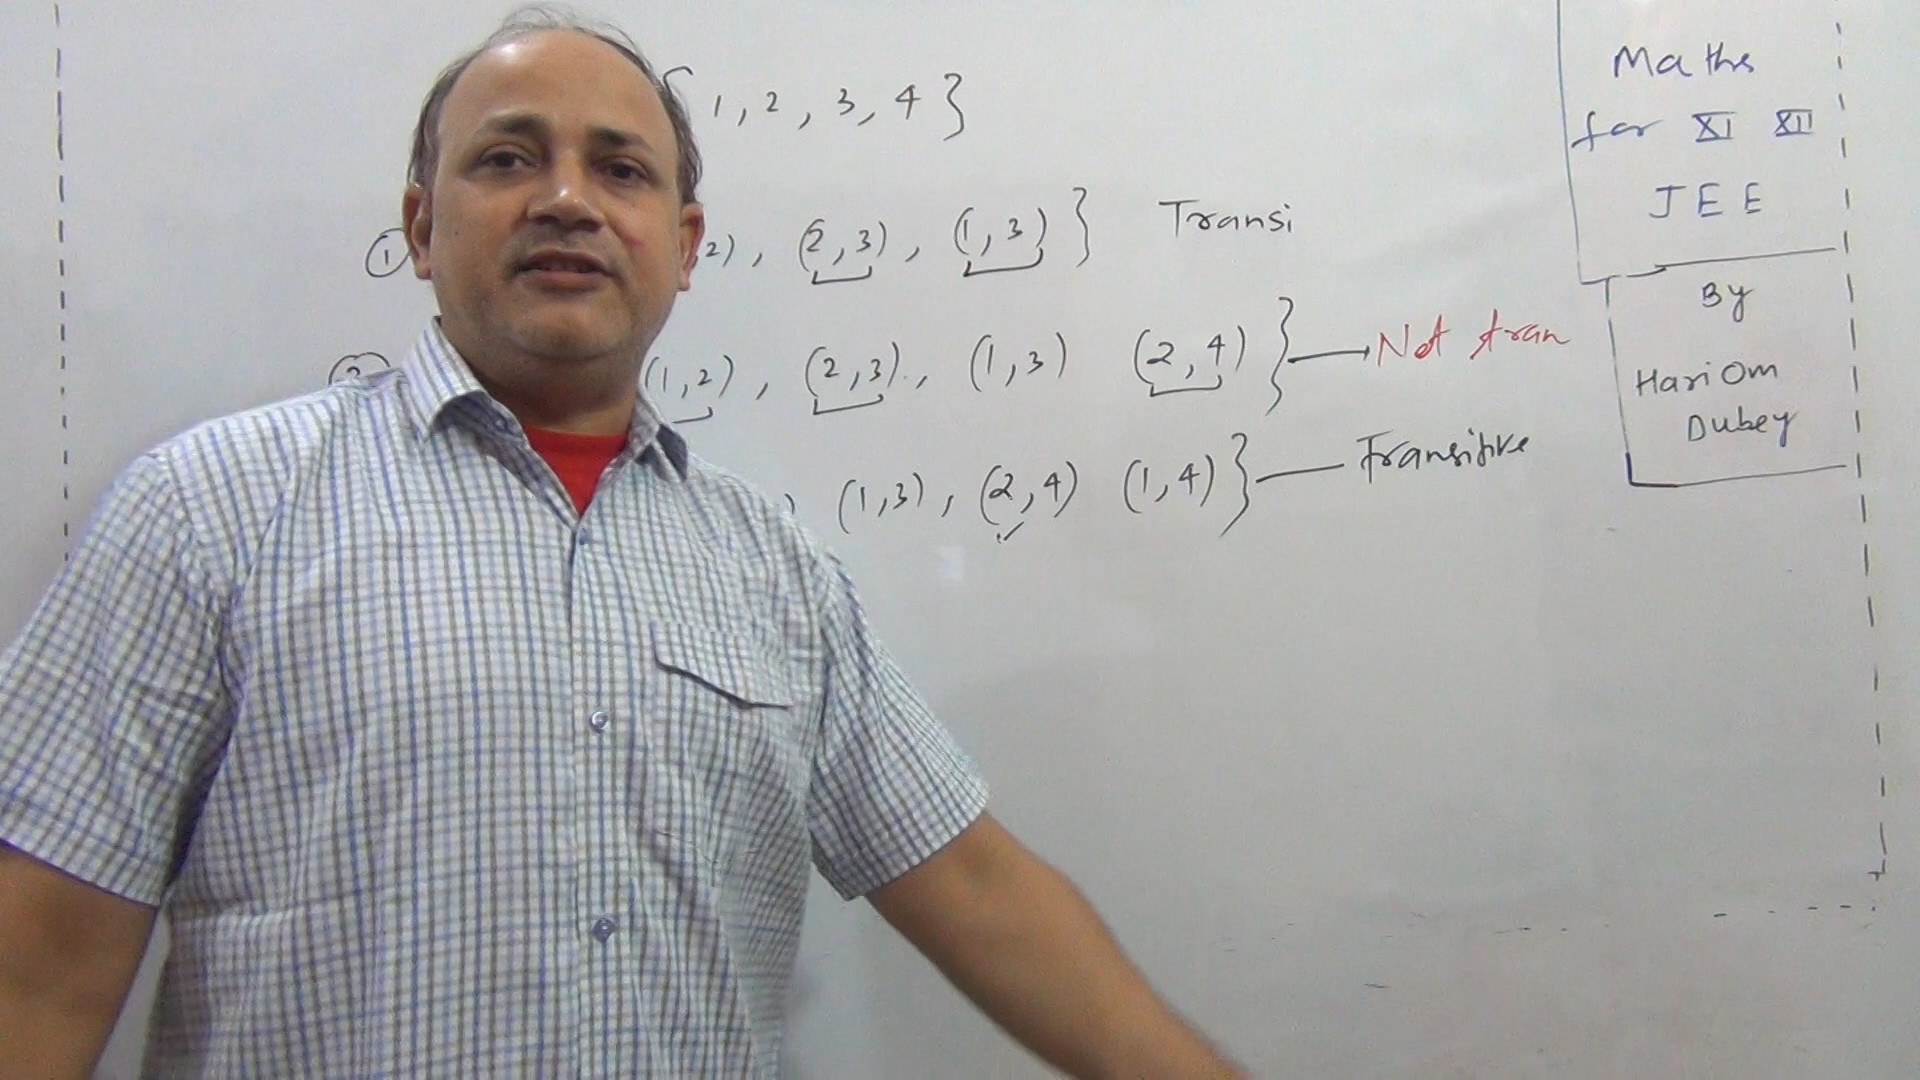 { 1, 2, 3, 4 }
① 2), (2, 3), (1, 3) } Transi
(1, 2), (2, 3), (1, 3) (2, 4) } → Not tran
) (1, 3), (2, 4) (1, 4) } — Transitive
Maths
for XI XII
JEE
By
HariOm
Dubey